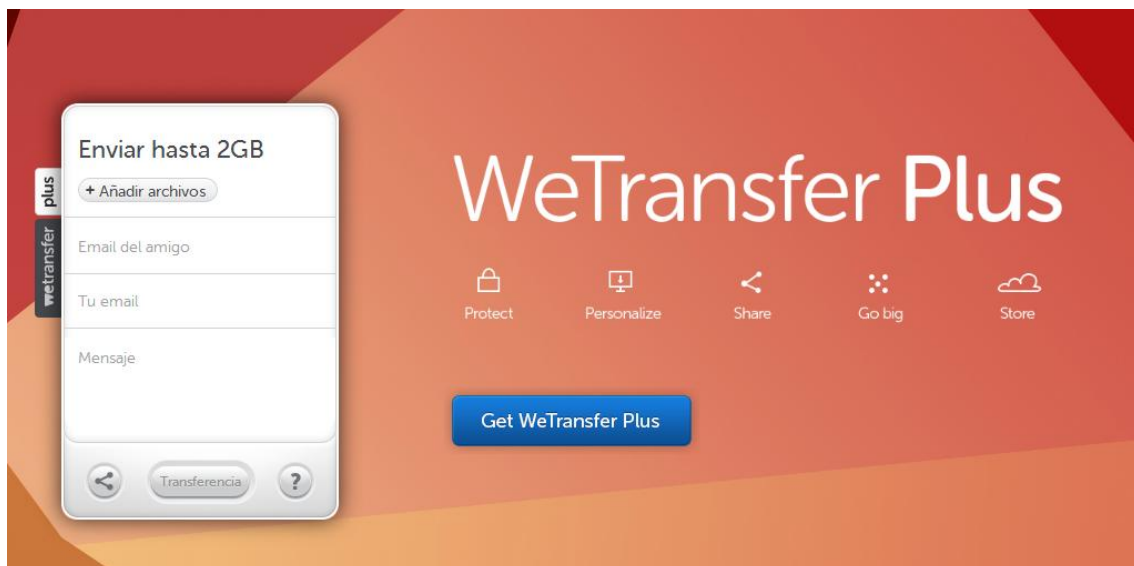 plus
wetransfer
Enviar hasta 2GB
+ Añadir archivos
Email del amigo
Tu email
Mensaje
Transferencia
?
WeTransfer Plus
Protect Personalize Share Go big Store
Get WeTransfer Plus